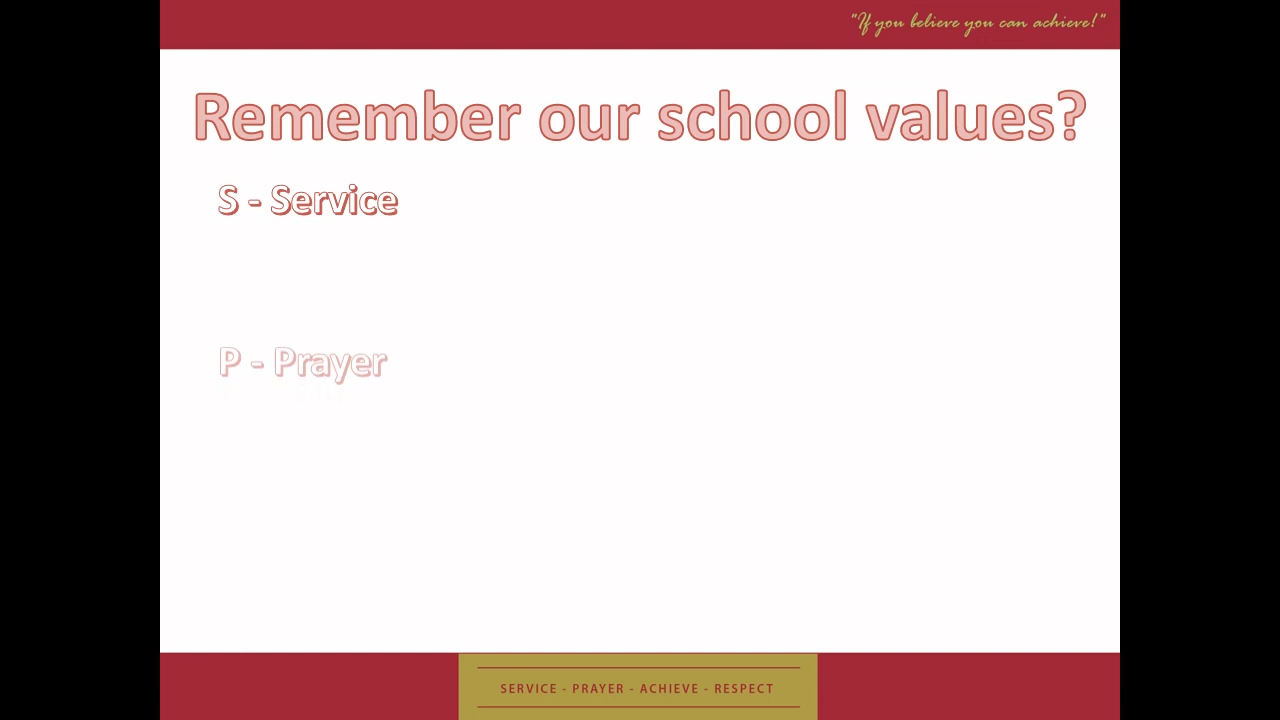 "If you believe you can achieve!"
Remember our school values?
S - Service
P - Prayer
SERVICE - PRAYER - ACHIEVE - RESPECT